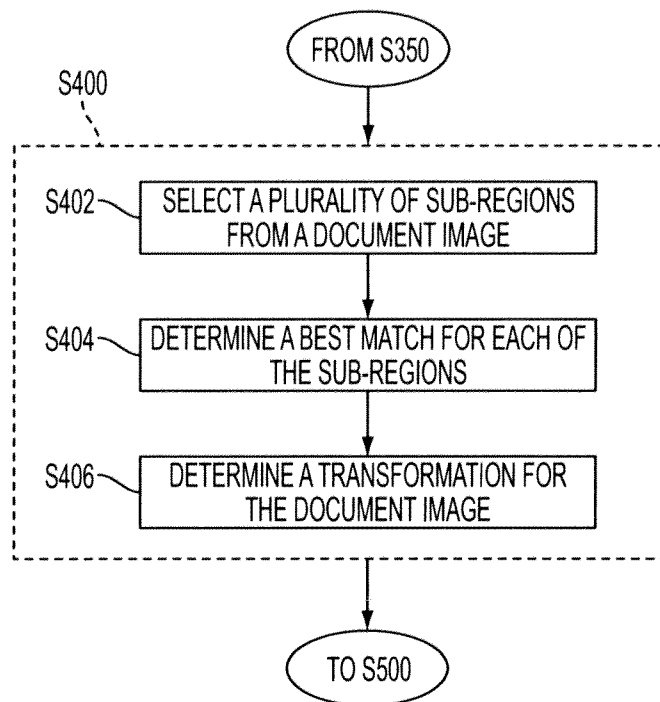 FROM S350
S400
S402
SELECT A PLURALITY OF SUB-REGIONS
FROM A DOCUMENT IMAGE
S404
DETERMINE A BEST MATCH FOR EACH OF
THE SUB-REGIONS
S406
DETERMINE A TRANSFORMATION FOR
THE DOCUMENT IMAGE
TO S500